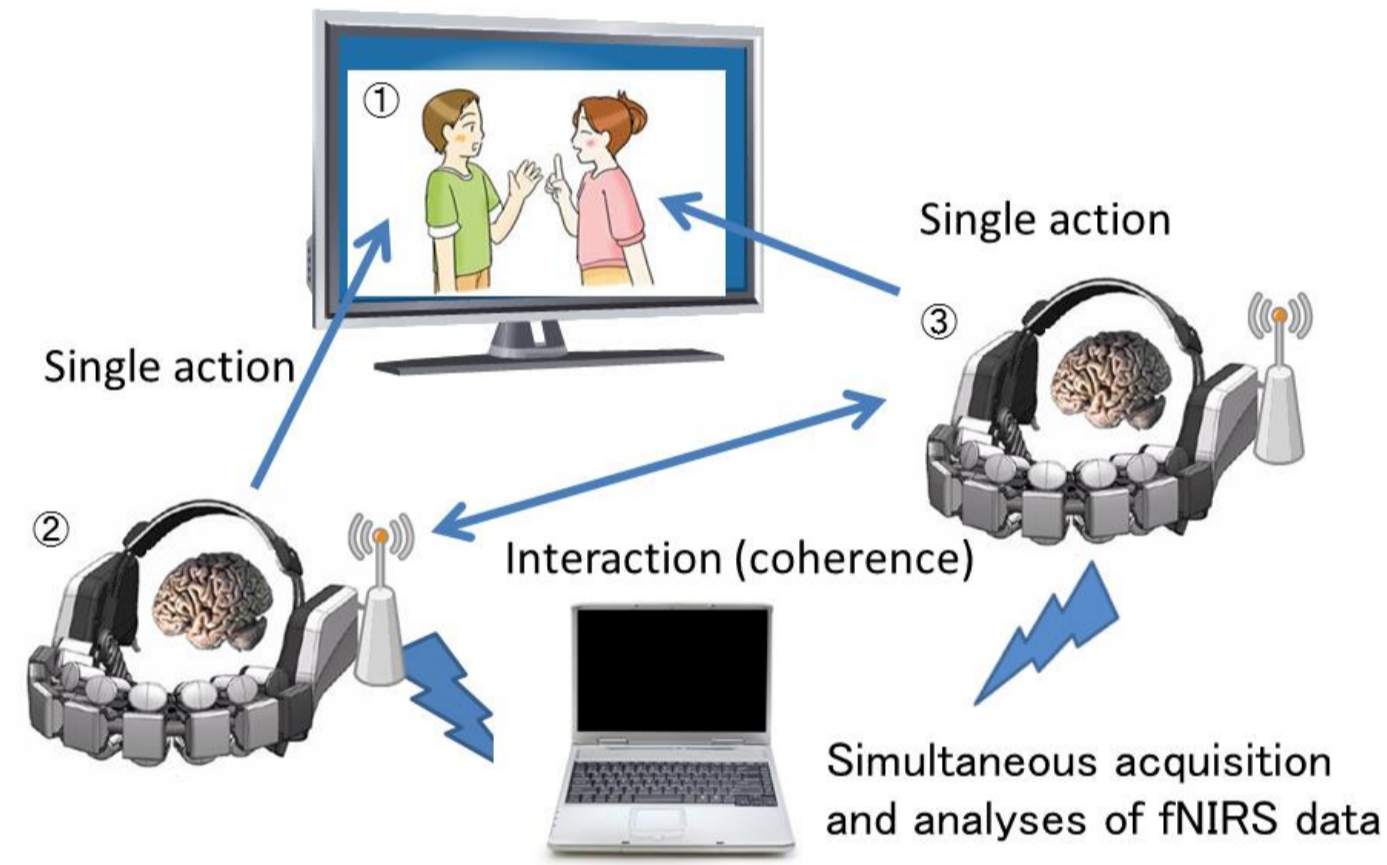 ①
Single action
③
Single action
②
Interaction (coherence)
Simultaneous acquisition
and analyses of fNIRS data